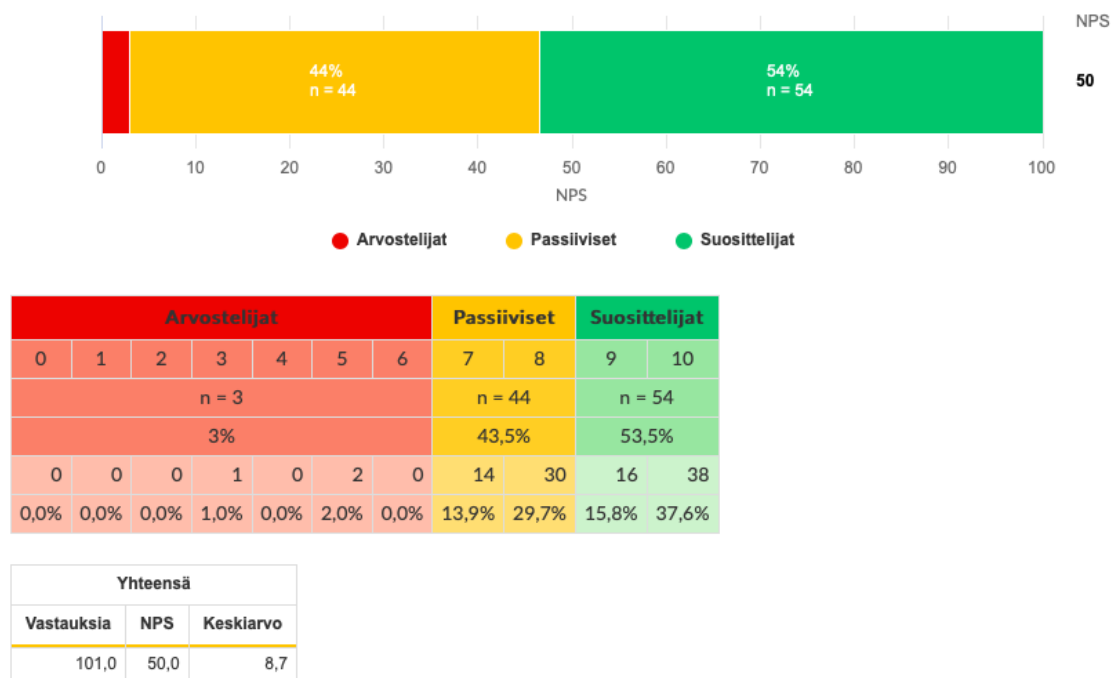 NPS
44%
n = 44
54%
n = 54
50
0 10 20 30 40 50 60 70 80 90 100
NPS
Arvostelijat Passiiviset Suosittelijat
Arvostelijat Passiiviset Suosittelijat
0 1 2 3 4 5 6 7 8 9 10
n = 3 n = 44 n = 54
3% 43,5% 53,5%
0 0 0 1 0 2 0 14 30 16 38
0,0% 0,0% 0,0% 1,0% 0,0% 2,0% 0,0% 13,9% 29,7% 15,8% 37,6%
Yhteensä
Vastauksia NPS Keskiarvo
101,0 50,0 8,7